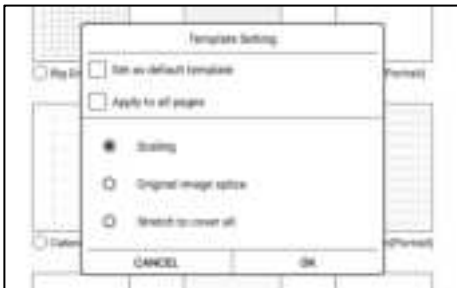 Template Setting
Set as default template
Apply to all pages
Scaling
Original image splice
Stretch to cover all
CANCEL
OK